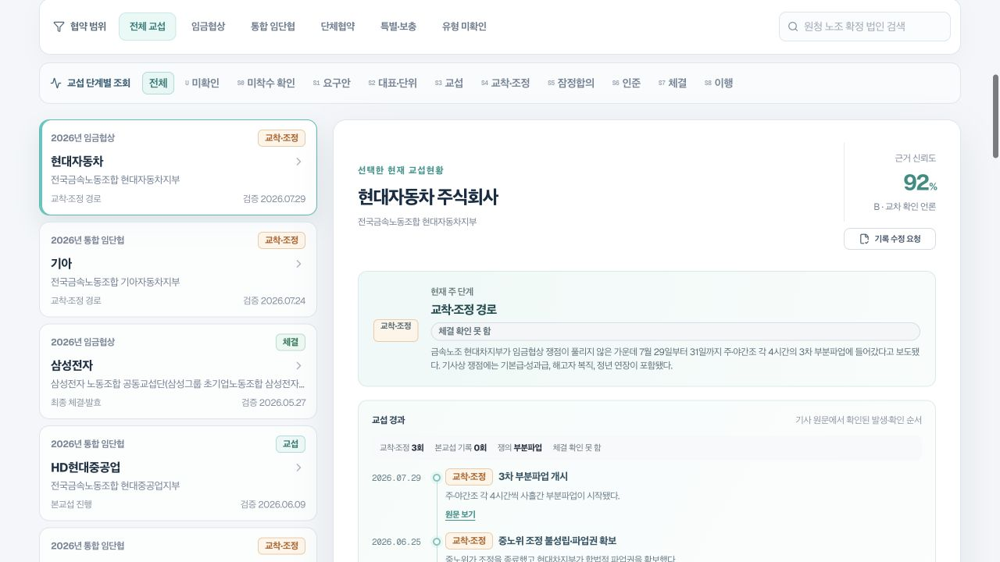 협약 범위
전체 교섭
임금협상
통합 임단협
단체협약
특별·보충
유형 미확인
원청 노조 확정 법인 검색
교섭 단계별 조회
전체
U 미확인
S0 미착수 확인
S1 요구안
S2 대표·단위
S3 교섭
S4 교착·조정
S5 잠정합의
S6 인준
S7 체결
S8 이행
2026년 임금협상
교착·조정
현대자동차
전국금속노동조합 현대자동차지부
교착·조정 경로
검증 2026.07.29
2026년 통합 임단협
교착·조정
기아
전국금속노동조합 기아자동차지부
교착·조정 경로
검증 2026.07.24
2026년 임금협상
체결
삼성전자
삼성전자 노동조합 공동교섭단(삼성그룹 초기업노동조합 삼성전자...
최종 체결·발효
검증 2026.05.27
2026년 통합 임단협
교섭
HD현대중공업
전국금속노동조합 현대중공업지부
본교섭 진행
검증 2026.06.09
2026년 통합 임단협
교착·조정
선택한 현재 교섭현황
현대자동차 주식회사
전국금속노동조합 현대자동차지부
근거 신뢰도
92%
B · 교차 확인 언론
기록 수정 요청
교착·조정
현재 주 단계
교착·조정 경로
체결 확인 못 함
금속노조 현대차지부가 임금협상 쟁점이 풀리지 않은 가운데 7월 29일부터 31일까지 주·야간조 각 4시간의 3차 부분파업에 들어갔다고 보도됐
다. 기사상 쟁점에는 기본급·성과급, 해고자 복직, 정년 연장이 포함됐다.
교섭 경과
기사 원문에서 확인된 발생·확인 순서
교착·조정 3회
본교섭 기록 0회
쟁의 부분파업
체결 확인 못 함
2026.07.29
교착·조정
3차 부분파업 개시
주·야간조 각 4시간씩 사흘간 부분파업이 시작됐다.
원문 보기
2026.06.25
교착·조정
중노위 조정 불성립·파업권 확보
중노위가 조정을 종료했고 현대차지부가 합법적 파업권을 확보했다.